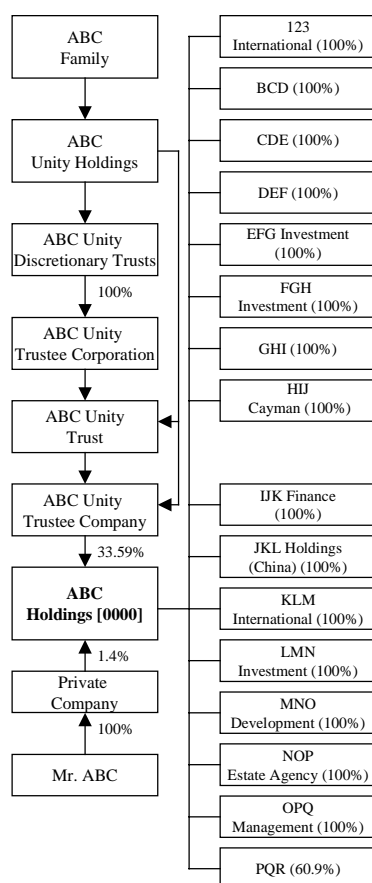 ABC
Family
ABC
Unity Holdings
ABC Unity
Discretionary Trusts
100%
ABC Unity
Trustee Corporation
ABC Unity
Trust
ABC Unity
Trustee Company
33.59%
ABC
Holdings [0000]
1.4%
Private
Company
100%
Mr. ABC
123
International (100%)
BCD (100%)
CDE (100%)
DEF (100%)
EFG Investment
(100%)
FGH
Investment (100%)
GHI (100%)
HIJ
Cayman (100%)
IJK Finance
(100%)
JKL Holdings
(China) (100%)
KLM
International (100%)
LMN
Investment (100%)
MNO
Development (100%)
NOP
Estate Agency (100%)
OPQ
Management (100%)
PQR (60.9%)